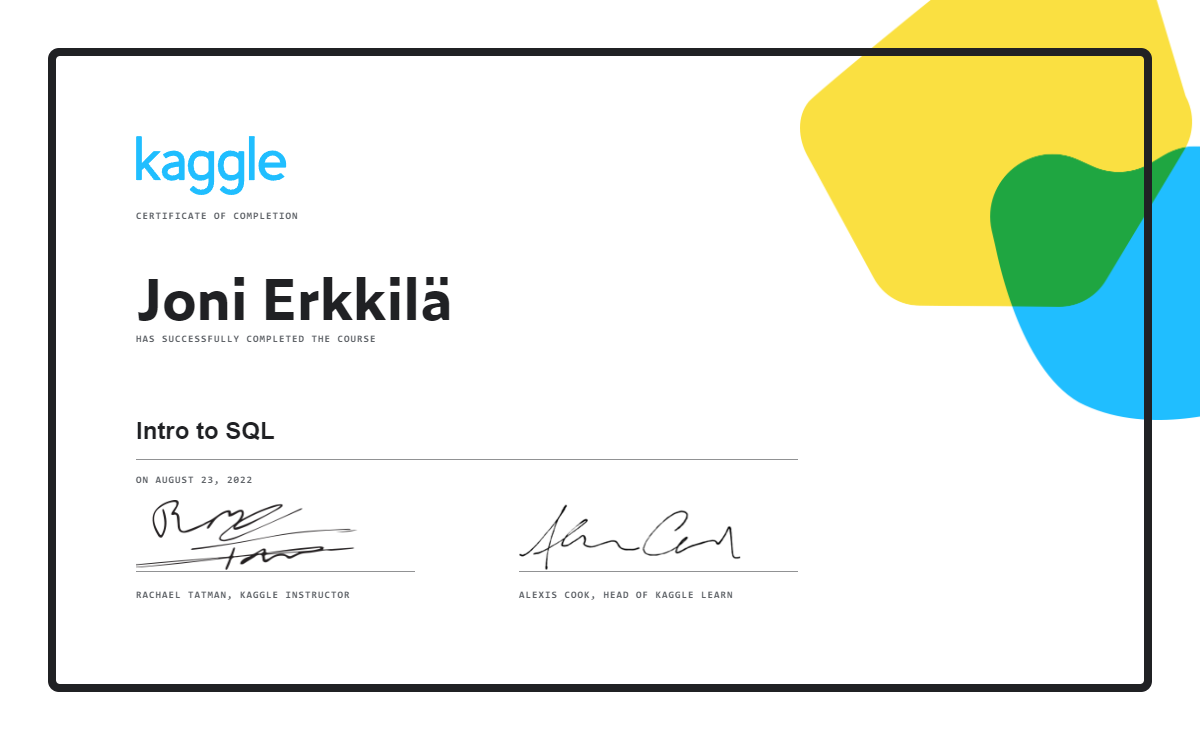 kaggle
CERTIFICATE OF COMPLETION
Joni Erkkilä
HAS SUCCESSFULLY COMPLETED THE COURSE
Intro to SQL
ON AUGUST 23, 2022
RACHAEL TATMAN, KAGGLE INSTRUCTOR
ALEXIS COOK, HEAD OF KAGGLE LEARN